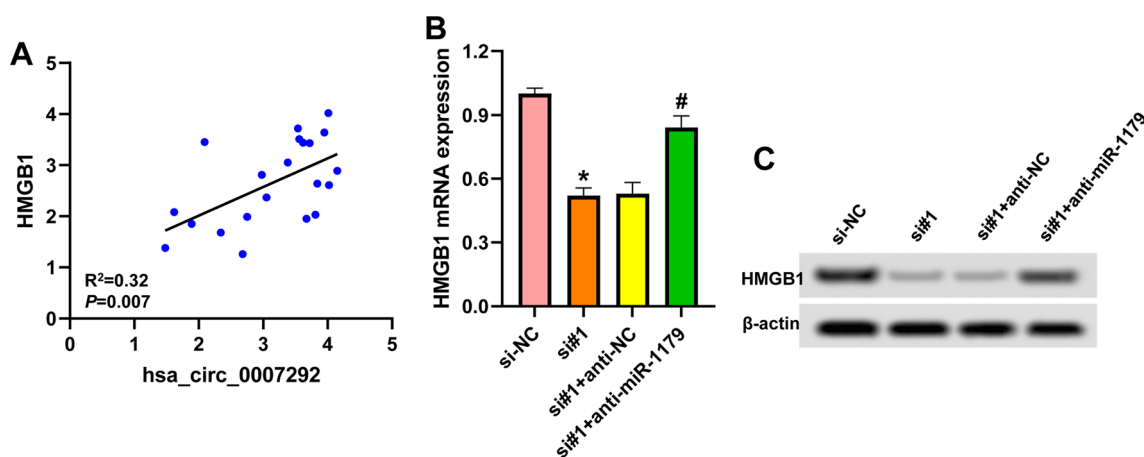 A
HMGB1
5
4
3
2
1
0
R²=0.32
P=0.007
0 1 2 3 4 5
hsa_circ_0007292
B
HMGB1 mRNA expression
1.2
0.9
0.6
0.3
0.0
*
#
si-NC
si#1
si#1+anti-NC
si#1+anti-miR-1179
C
si-NC
si#1
si#1+anti-NC
si#1+anti-miR-1179
HMGB1
β-actin